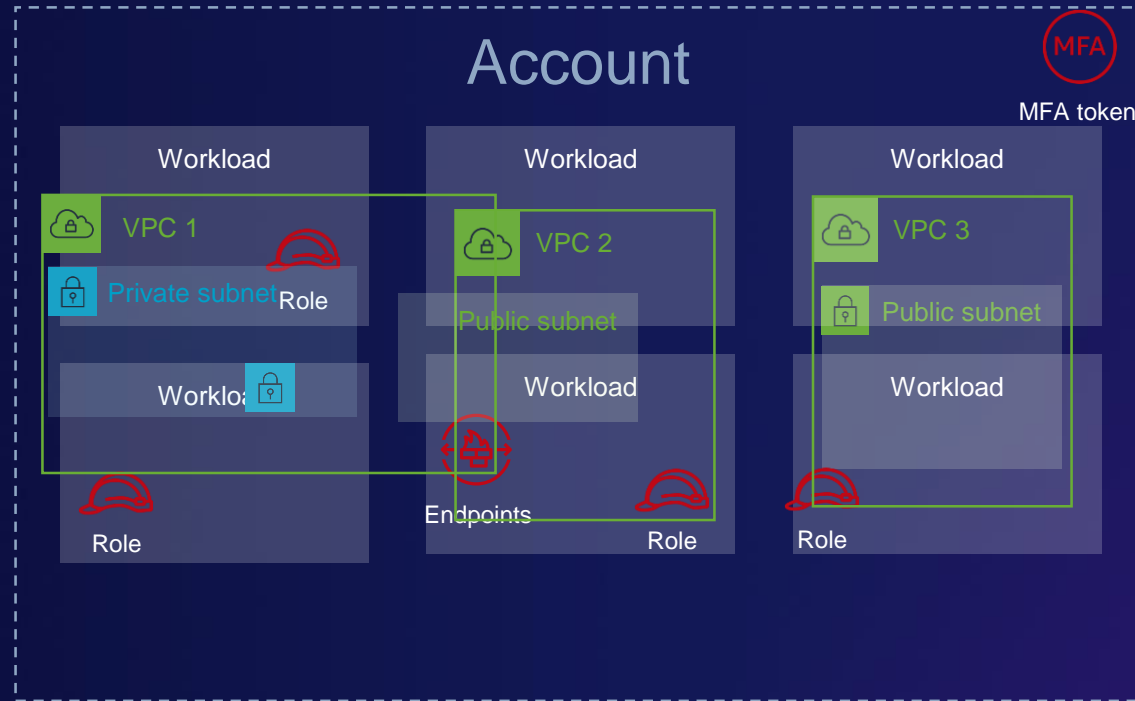 Account
MFA
MFA token
Workload
Workload
Workload
VPC 1
VPC 2
VPC 3
Private subnet
Role
Public subnet
Public subnet
Workloa
Workload
Workload
Endpoints
Role
Role
Role